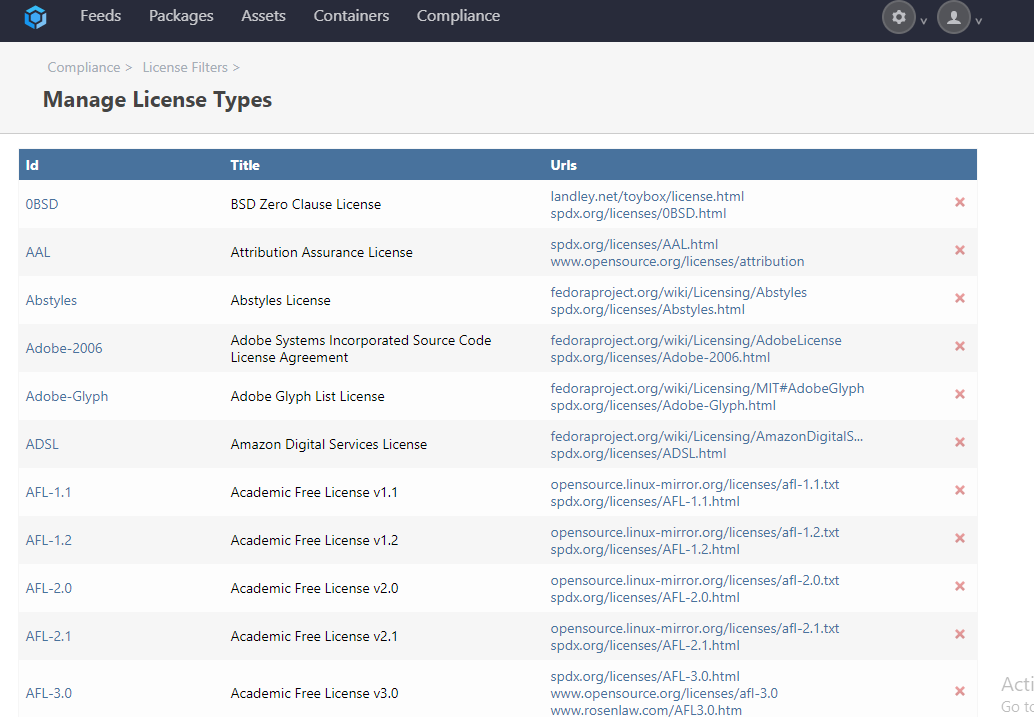 Feeds Packages Assets Containers Compliance
Compliance > License Filters >
Manage License Types
Id Title Urls
0BSD BSD Zero Clause License landley.net/toybox/license.html
spdx.org/licenses/0BSD.html
AAL Attribution Assurance License spdx.org/licenses/AAL.html
www.opensource.org/licenses/attribution
Abstyles Abstyles License fedoraproject.org/wiki/Licensing/Abstyles
spdx.org/licenses/Abstyles.html
Adobe-2006 Adobe Systems Incorporated Source Code fedoraproject.org/wiki/Licensing/AdobeLicense
License Agreement spdx.org/licenses/Adobe-2006.html
Adobe-Glyph Adobe Glyph List License fedoraproject.org/wiki/Licensing/MIT#AdobeGlyph
spdx.org/licenses/Adobe-Glyph.html
ADSL Amazon Digital Services License fedoraproject.org/wiki/Licensing/AmazonDigitalS...
spdx.org/licenses/ADSL.html
AFL-1.1 Academic Free License v1.1 opensource.linux-mirror.org/licenses/afl-1.1.txt
spdx.org/licenses/AFL-1.1.html
AFL-1.2 Academic Free License v1.2 opensource.linux-mirror.org/licenses/afl-1.2.txt
spdx.org/licenses/AFL-1.2.html
AFL-2.0 Academic Free License v2.0 opensource.linux-mirror.org/licenses/afl-2.0.txt
spdx.org/licenses/AFL-2.0.html
AFL-2.1 Academic Free License v2.1 opensource.linux-mirror.org/licenses/afl-2.1.txt
spdx.org/licenses/AFL-2.1.html
AFL-3.0 Academic Free License v3.0 spdx.org/licenses/AFL-3.0.html
www.opensource.org/licenses/afl-3.0
www.rosenlaw.com/AFL3.0.htm
Acti
Go to